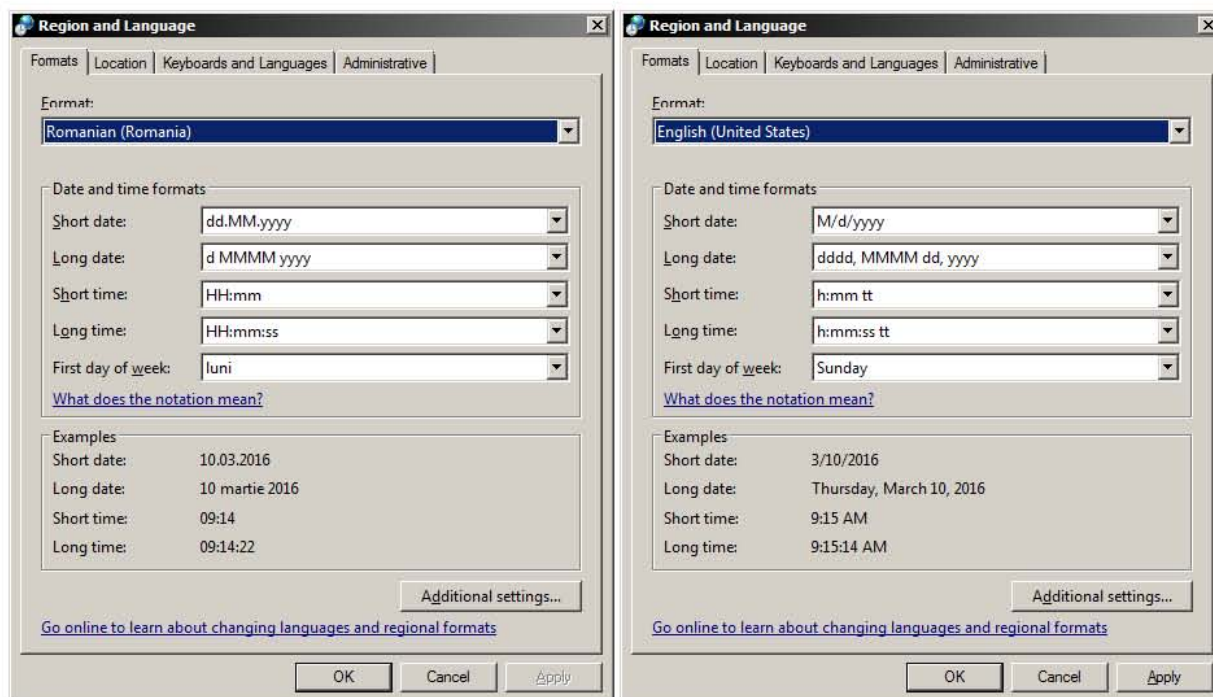 Region and Language
Formats Location Keyboards and Languages Administrative
Format:
Romanian (Romania)
Date and time formats
Short date: dd.MM.yyyy
Long date: d MMMM yyyy
Short time: HH:mm
Long time: HH:mm:ss
First day of week: luni
What does the notation mean?
Examples
Short date: 10.03.2016
Long date: 10 martie 2016
Short time: 09:14
Long time: 09:14:22
Additional settings...
Go online to learn about changing languages and regional formats
OK Cancel Apply
Region and Language
Formats Location Keyboards and Languages Administrative
Format:
English (United States)
Date and time formats
Short date: M/d/yyyy
Long date: dddd, MMMM dd, yyyy
Short time: h:mm tt
Long time: h:mm:ss tt
First day of week: Sunday
What does the notation mean?
Examples
Short date: 3/10/2016
Long date: Thursday, March 10, 2016
Short time: 9:15 AM
Long time: 9:15:14 AM
Additional settings...
Go online to learn about changing languages and regional formats
OK Cancel Apply